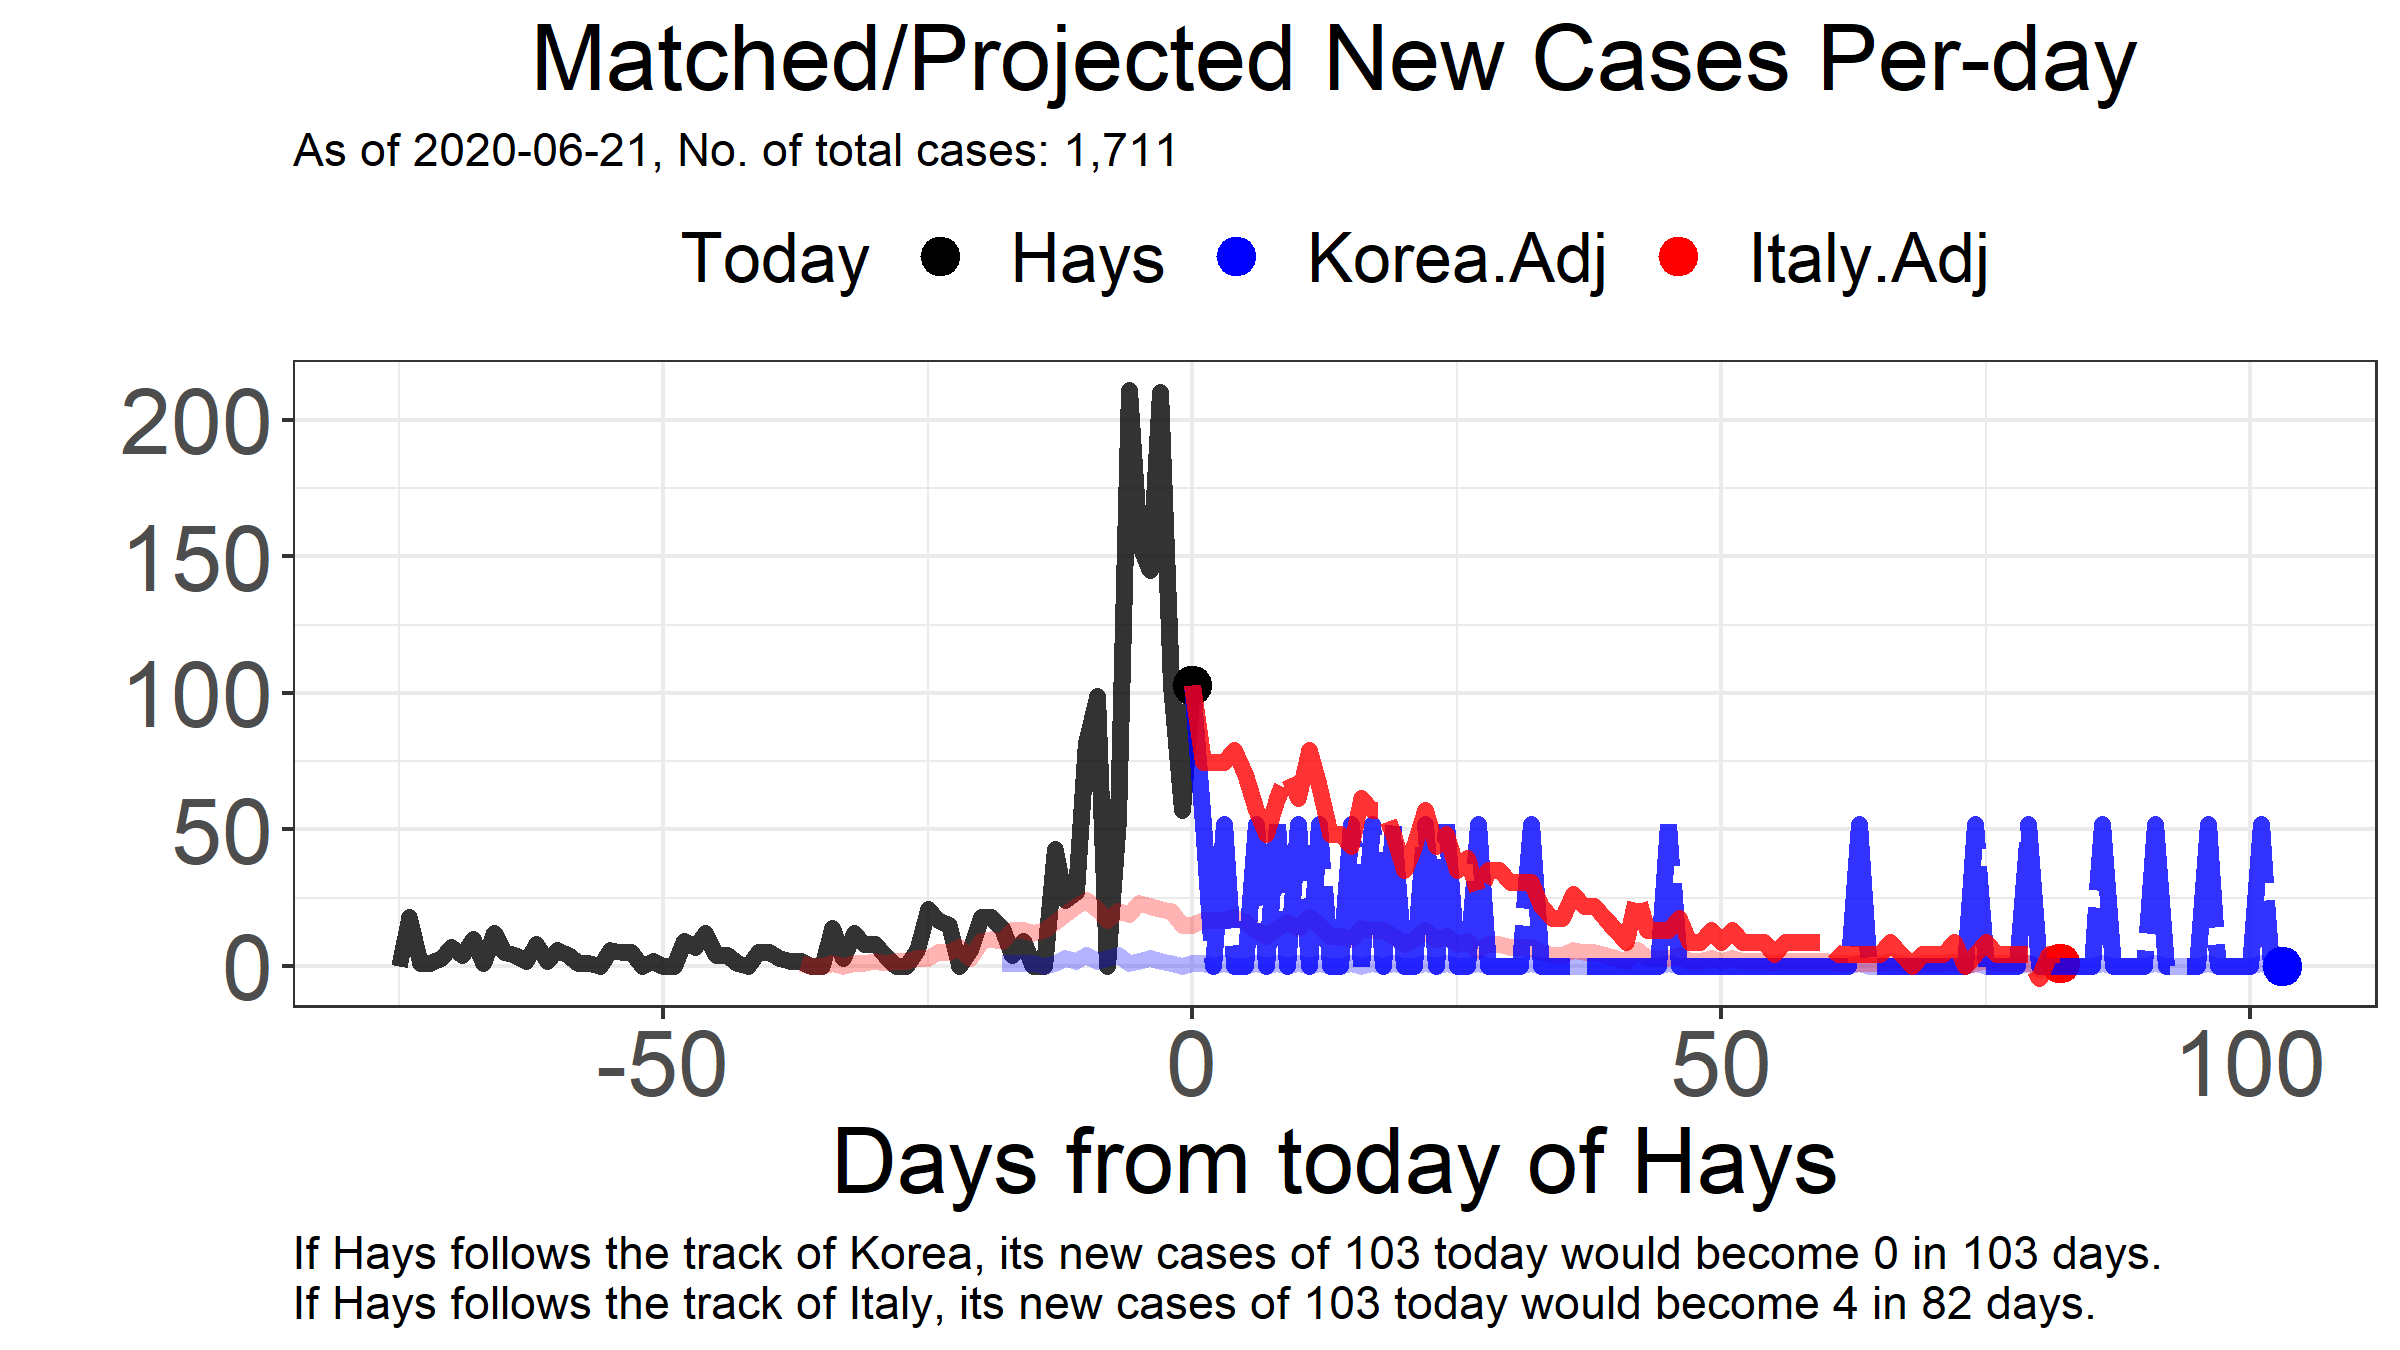 Matched/Projected New Cases Per-day
As of 2020-06-21, No. of total cases: 1,711
Today Hays Korea.Adj Italy.Adj
200
150
100
50
0
-50 0 50 100
Days from today of Hays
If Hays follows the track of Korea, its new cases of 103 today would become 0 in 103 days.
If Hays follows the track of Italy, its new cases of 103 today would become 4 in 82 days.